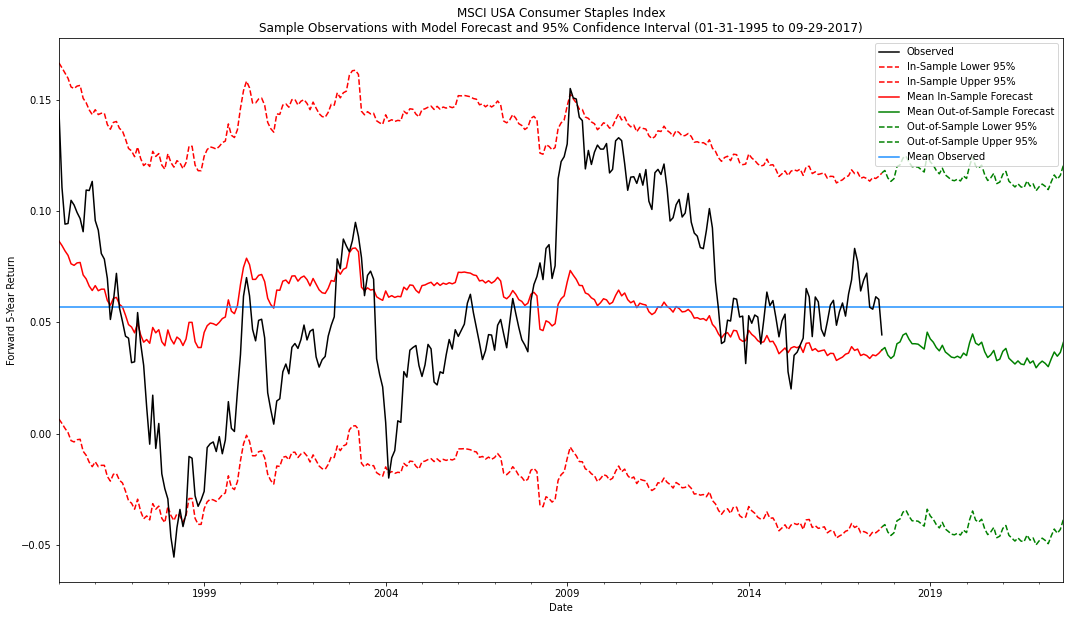 MSCI USA Consumer Staples Index
Sample Observations with Model Forecast and 95% Confidence Interval (01-31-1995 to 09-29-2017)
Observed
In-Sample Lower 95%
In-Sample Upper 95%
Mean In-Sample Forecast
Mean Out-of-Sample Forecast
Out-of-Sample Lower 95%
Out-of-Sample Upper 95%
Mean Observed
Forward 5-Year Return
0.15
0.10
0.05
0.00
−0.05
1999
2004
2009
2014
2019
Date